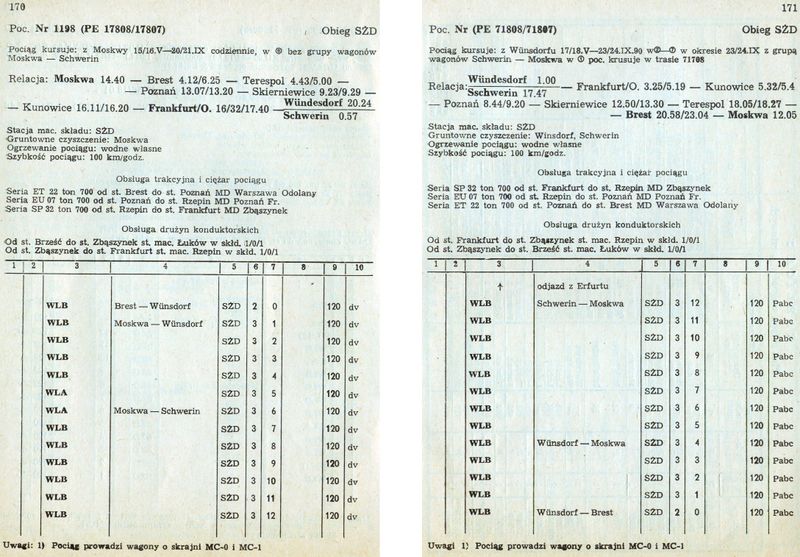 170
Poc. Nr 1198 (PE 17808/17807) Obieg SŻD
Pociąg kursuje: z Moskwy 15/16.V—20/21.IX codziennie, w ⑧ bez grupy wagonów
Moskwa — Schwerin
Relacja: Moskwa 14.40 — Brest 4.12/6.25 — Terespol 4.43/5.00 —
— Poznań 13.07/13.20 — Skierniewice 9.23/9.29 —
— Kunowice 16.11/16.20 — Frankfurt/O. 16/32/17.40 — Wündesdorf 20.24
Schwerin 0.57
Stacja mac. składu: SŻD
Gruntowne czyszczenie: Moskwa
Ogrzewanie pociągu: wodne własne
Szybkość pociągu: 100 km/godz.
Obsługa trakcyjna i ciężar pociągu
Seria ET 22 ton 700 od st. Brest do st. Poznań MD Warszawa Odolany
Seria EU 07 ton 700 od st. Poznań do st. Rzepin MD Poznań Fr.
Seria SP 32 ton 700 od st. Rzepin do st. Frankfurt MD Zbąszynek
Obsługa drużyn konduktorskich
Od st. Brześć do st. Zbąszynek st. mac. Łuków w skłd. 1/0/1
Od st. Zbąszynek do st. Frankfurt st. mac. Rzepin w skłd. 1/0/1
1 2 3 4 5 6 7 8 9 10
WLB Brest — Wünsdorf SŻD 2 0 120 dv
WLB Moskwa — Wünsdorf SŻD 3 1 120 dv
WLB SŻD 3 2 120 dv
WLB SŻD 3 3 120 dv
WLB SŻD 3 4 120 dv
WLA SŻD 3 5 120 dv
WLA Moskwa — Schwerin SŻD 3 6 120 dv
WLB SŻD 3 7 120 dv
WLB SŻD 3 8 120 dv
WLB SŻD 3 9 120 dv
WLB SŻD 3 10 120 dv
WLB SŻD 3 11 120 dv
WLB SŻD 3 12 120 dv
Uwagi: 1) Pociąg prowadzi wagony o skrajni MC-0 i MC-1
171
Poc. Nr (PE 71808/71807) Obieg SŻD
Pociąg kursuje: z Wünsdorfu 17/18.V—23/24.IX.90 w②—⑦ w okresie 23/24.IX z grupą
wagonów Schwerin — Moskwa w ① poc. krusuje w trasie 71708
Relacja: Wündesdorf 1.00
Sschwerin 17.47 — Frankfurt/O. 3.25/5.19 — Kunowice 5.32/5.4
— Poznań 8.44/9.20 — Skierniewice 12.50/13.30 — Terespol 18.05/18.27 —
— Brest 20.58/23.04 — Moskwa 12.05
Stacja mac. składu: SŻD
Gruntowne czyszczenie: Winsdorf, Schwerin
Ogrzewanie pociągu: wodne własne
Szybkość pociągu: 100 km/godz.
Obsługa trakcyjna i ciężar pociągu
Seria SP 32 ton 700 od st. Frankfurt do st. Rzepin MD Zbąszynek
Seria EU 07 ton 700 od st. Rzepin do st. Poznań MD Poznań Fr.
Seria ET 22 ton 700 od st. Poznań do st. Brest MD Warszawa Odolany
Obsługa drużyn konduktorskich
Od st. Frankfurt do st. Zbąszynek st. mac. Rzepin w skłd. 1/0/1
Od st. Zbąszynek do st. Brześć st. mac. Łuków w skłd. 1/0/1
1 2 3 4 5 6 7 8 9 10
↑ odjazd z Erfurtu
WLB Schwerin — Moskwa SŻD 3 12 120 Pabc
WLB SŻD 3 11 120 Pabc
WLB SŻD 3 10 120 Pabc
WLB SŻD 3 9 120 Pabc
WLB SŻD 3 8 120 Pabc
WLB SŻD 3 7 120 Pabc
WLB SŻD 3 6 120 Pabc
WLB SŻD 3 5 120 Pabc
WLB Wünsdorf — Moskwa SŻD 3 4 120 Pabc
WLB SŻD 3 3 120 Pabc
WLB SŻD 3 2 120 Pabc
WLB SŻD 3 1 120 Pabc
WLB Wünsdorf — Brest SŻD 2 0 120 Pabc
Uwagi 1) Pociąg prowadzi wagony o skrajni MC-0 i MC-1